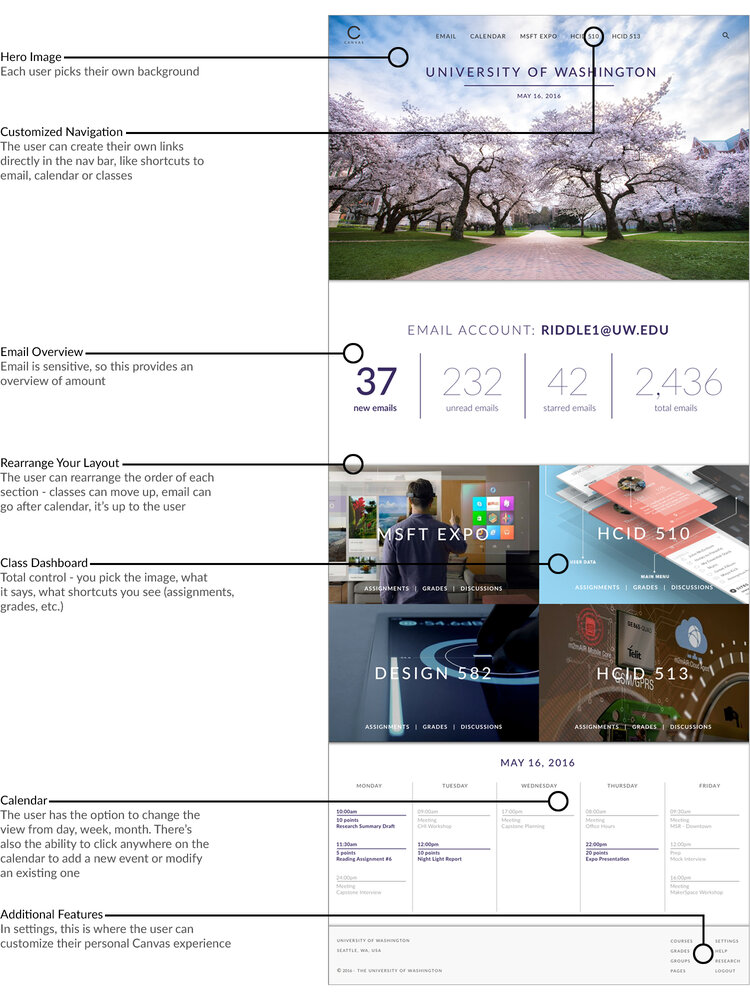 C
CANVAS
EMAIL CALENDAR MSFT EXPO HCID 510 HCID 513
Hero Image
Each user picks their own background
UNIVERSITY OF WASHINGTON
MAY 16, 2016
Customized Navigation
The user can create their own links
directly in the nav bar, like shortcuts to
email, calendar or classes
EMAIL ACCOUNT: RIDDLE1@UW.EDU
Email Overview
Email is sensitive, so this provides an
overview of amount
37 232 42 2,436
new emails unread emails starred emails total emails
Rearrange Your Layout
The user can rearrange the order of each
section - classes can move up, email can
go after calendar, it's up to the user
MSFT EXPO
ASSIGNMENTS | GRADES | DISCUSSIONS
HCID 510
USER DATA
MAIN MENU
ASSIGNMENTS | GRADES | DISCUSSIONS
Class Dashboard
Total control - you pick the image, what
it says, what shortcuts you see (assignments,
grades, etc.)
DESIGN 582
ASSIGNMENTS | GRADES | DISCUSSIONS
Telit
GSM/GPRS
HCID 513
ASSIGNMENTS | GRADES | DISCUSSIONS
MAY 16, 2016
Calendar
The user has the option to change the
view from day, week, month. There's
also the ability to click anywhere on the
calendar to add a new event or modify
an existing one
MONDAY
10:00am
10 points
Research Summary Draft
11:30am
5 points
Reading Assignment #6
24:00pm
Meeting
Capstone Interview
TUESDAY
09:00am
Meeting
CHI Workshop
12:00pm
10 points
Night Light Report
WEDNESDAY
17:00pm
Meeting
Capstone Planning
THURSDAY
08:00am
Meeting
Office Hours
22:00pm
20 points
Expo Presentation
FRIDAY
09:30am
Meeting
MSR - Downtown
12:00pm
Prep
Mock Interview
16:00pm
Meeting
MakerSpace Workshop
Additional Features
In settings, this is where the user can
customize their personal Canvas experience
UNIVERSITY OF WASHINGTON
SEATTLE, WA, USA
© 2016 - THE UNIVERSITY OF WASHINGTON
COURSES SETTINGS
GRADES HELP
GROUPS RESEARCH
PAGES LOGOUT